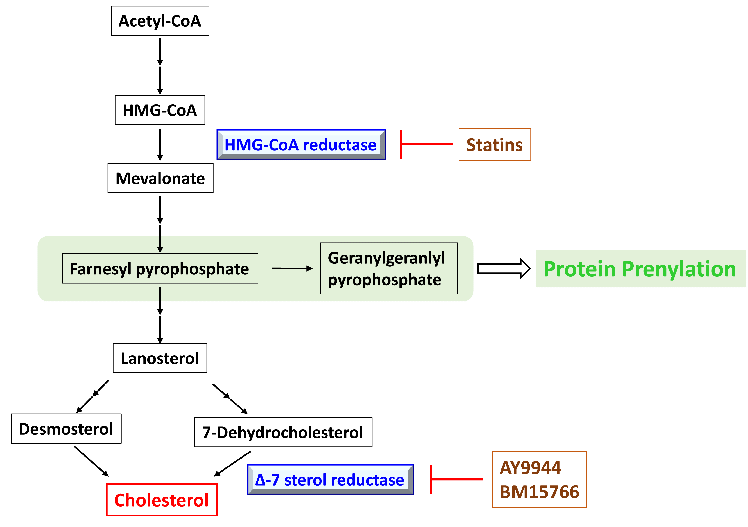 Acetyl-CoA
HMG-CoA
HMG-CoA reductase
Statins
Mevalonate
Farnesyl pyrophosphate
Geranylgeranlyl
pyrophosphate
Protein Prenylation
Lanosterol
Desmosterol
7-Dehydrocholesterol
Δ-7 sterol reductase
AY9944
BM15766
Cholesterol